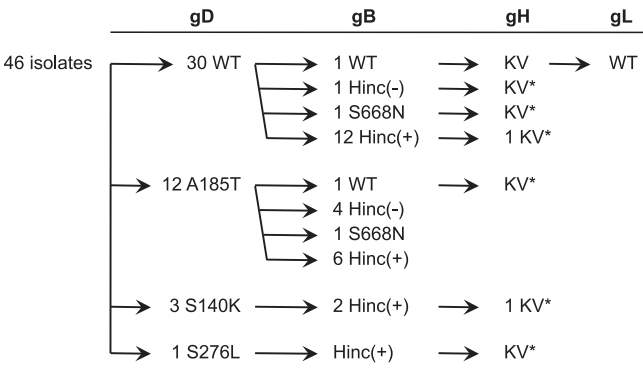 gD gB gH gL
46 isolates 30 WT 1 WT KV WT
1 Hinc(-) KV*
1 S668N KV*
12 Hinc(+) 1 KV*
12 A185T 1 WT KV*
4 Hinc(-)
1 S668N
6 Hinc(+)
3 S140K 2 Hinc(+) 1 KV*
1 S276L Hinc(+) KV*